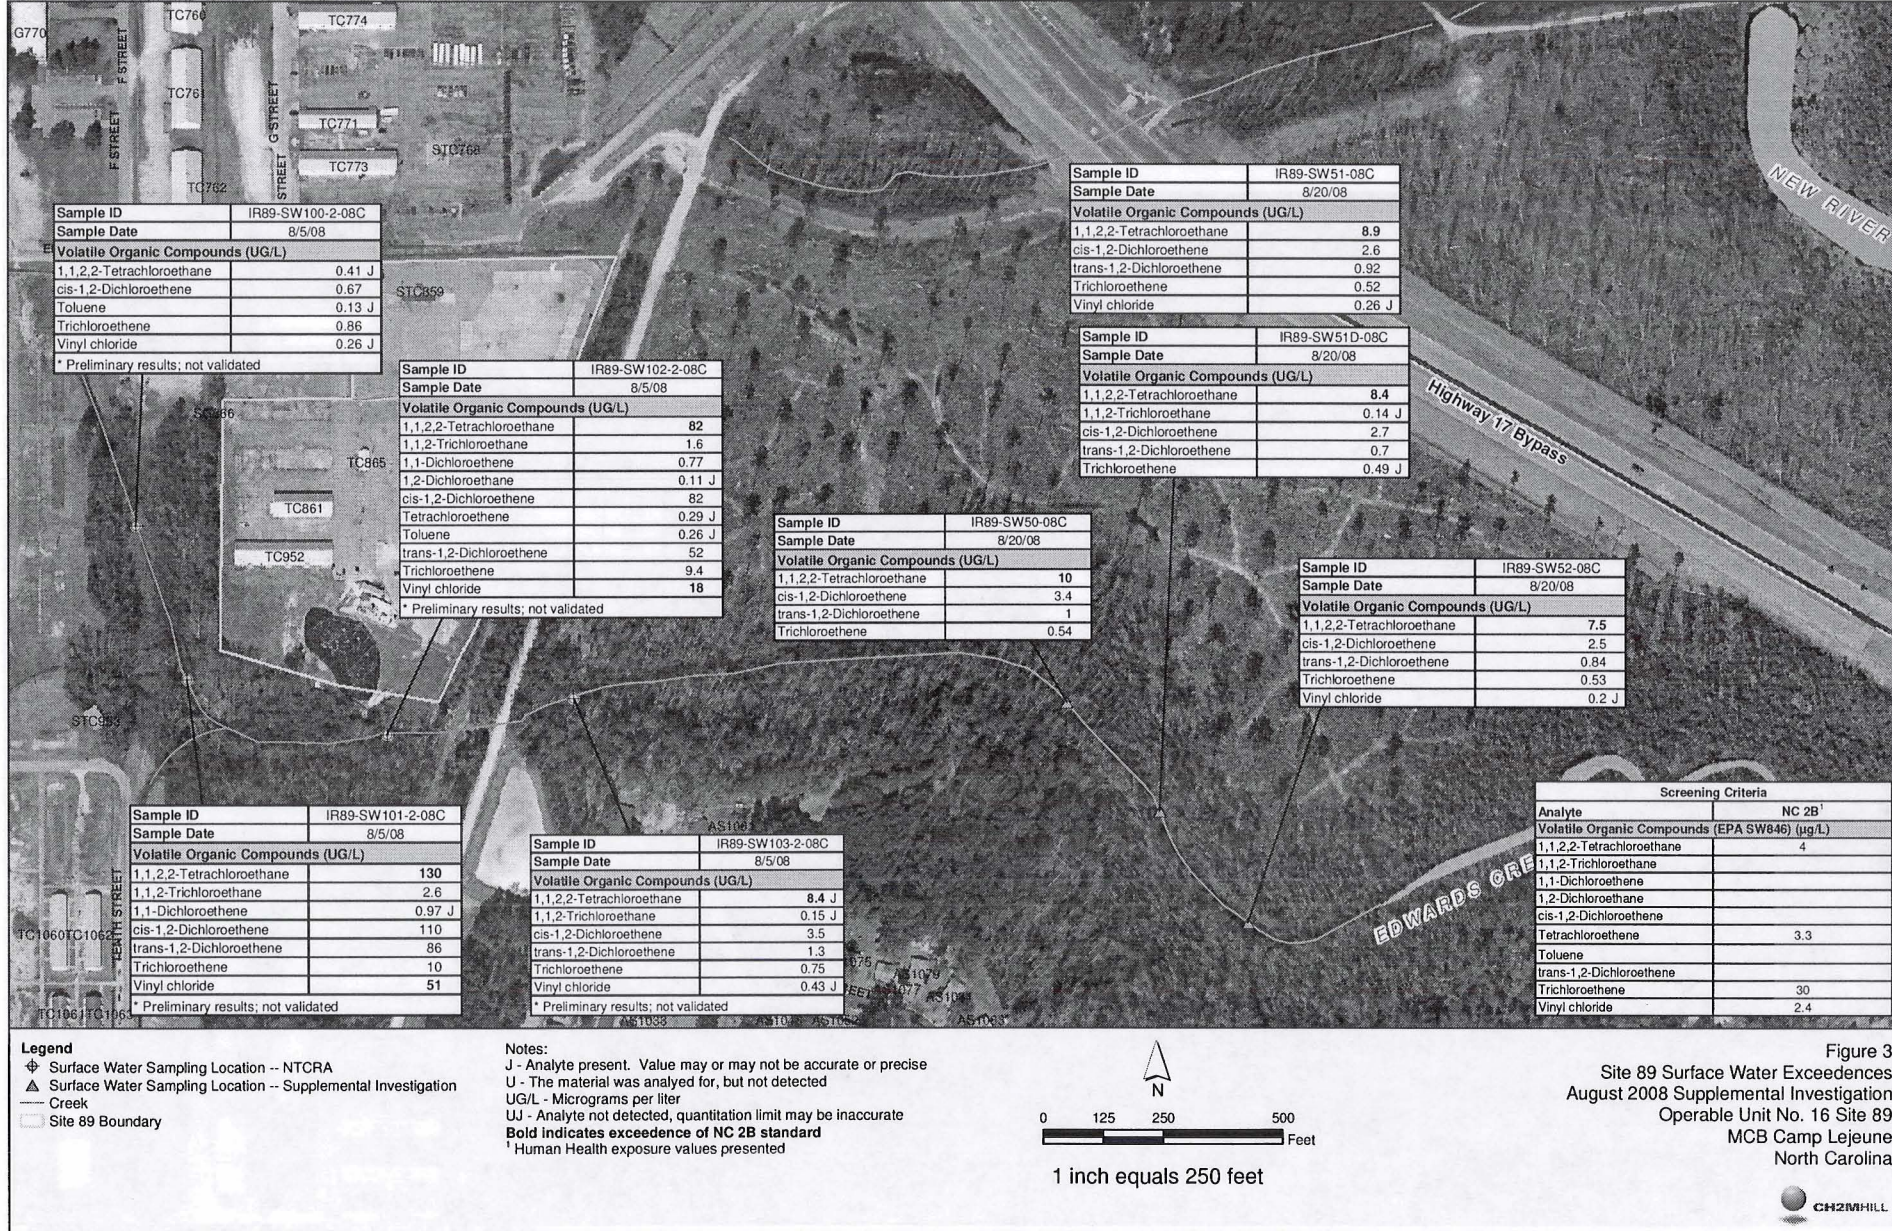 G770
TC760
TC774
F STREET
TC761
G STREET
TC771
F STREET
STC768
TC773
STREET
TC762
NEW RIVER
Sample ID IR89-SW100-2-08C
Sample Date 8/5/08
Volatile Organic Compounds (UG/L)
1,1,2,2-Tetrachloroethane 0.41 J
cis-1,2-Dichloroethene 0.67
Toluene 0.13 J
Trichloroethene 0.86
Vinyl chloride 0.26 J
* Preliminary results; not validated
Sample ID IR89-SW51-08C
Sample Date 8/20/08
Volatile Organic Compounds (UG/L)
1,1,2,2-Tetrachloroethane 8.9
cis-1,2-Dichloroethene 2.6
trans-1,2-Dichloroethene 0.92
Trichloroethene 0.52
Vinyl chloride 0.26 J
STC859
Sample ID IR89-SW51D-08C
Sample Date 8/20/08
Volatile Organic Compounds (UG/L)
1,1,2,2-Tetrachloroethane 8.4
1,1,2-Trichloroethane 0.14 J
cis-1,2-Dichloroethene 2.7
trans-1,2-Dichloroethene 0.7
Trichloroethene 0.49 J
Highway 17 Bypass
Sample ID IR89-SW102-2-08C
Sample Date 8/5/08
Volatile Organic Compounds (UG/L)
1,1,2,2-Tetrachloroethane 82
1,1,2-Trichloroethane 1.6
1,1-Dichloroethene 0.77
1,2-Dichloroethane 0.11 J
cis-1,2-Dichloroethene 82
Tetrachloroethene 0.29 J
Toluene 0.26 J
trans-1,2-Dichloroethene 52
Trichloroethene 9.4
Vinyl chloride 18
* Preliminary results; not validated
TC865
TC861
TC952
Sample ID IR89-SW50-08C
Sample Date 8/20/08
Volatile Organic Compounds (UG/L)
1,1,2,2-Tetrachloroethane 10
cis-1,2-Dichloroethene 3.4
trans-1,2-Dichloroethene 1
Trichloroethene 0.54
Sample ID IR89-SW52-08C
Sample Date 8/20/08
Volatile Organic Compounds (UG/L)
1,1,2,2-Tetrachloroethane 7.5
cis-1,2-Dichloroethene 2.5
trans-1,2-Dichloroethene 0.84
Trichloroethene 0.53
Vinyl chloride 0.2 J
Sample ID IR89-SW101-2-08C
Sample Date 8/5/08
Volatile Organic Compounds (UG/L)
1,1,2,2-Tetrachloroethane 130
1,1,2-Trichloroethane 2.6
1,1-Dichloroethene 0.97 J
cis-1,2-Dichloroethene 110
trans-1,2-Dichloroethene 86
Trichloroethene 10
Vinyl chloride 51
* Preliminary results; not validated
TENTH STREET
TC1060 TC1062
TC1061
Sample ID IR89-SW103-2-08C
Sample Date 8/5/08
Volatile Organic Compounds (UG/L)
1,1,2,2-Tetrachloroethane 8.4 J
1,1,2-Trichloroethane 0.15 J
cis-1,2-Dichloroethene 3.5
trans-1,2-Dichloroethene 1.3
Trichloroethene 0.75
Vinyl chloride 0.43 J
* Preliminary results; not validated
AS1079
EDWARDS CRE
Screening Criteria
Analyte NC 2B¹
Volatile Organic Compounds (EPA SW846) (µg/L)
1,1,2,2-Tetrachloroethane 4
1,1,2-Trichloroethane
1,1-Dichloroethene
1,2-Dichloroethane
cis-1,2-Dichloroethene
Tetrachloroethene 3.3
Toluene
trans-1,2-Dichloroethene
Trichloroethene 30
Vinyl chloride 2.4
Legend
Surface Water Sampling Location -- NTCRA
Surface Water Sampling Location -- Supplemental Investigation
Creek
Site 89 Boundary
Notes:
J - Analyte present. Value may or may not be accurate or precise
U - The material was analyed for, but not detected
UG/L - Micrograms per liter
UJ - Analyte not detected, quantitation limit may be inaccurate
Bold indicates exceedence of NC 2B standard
¹ Human Health exposure values presented
N
0 125 250 500
Feet
1 inch equals 250 feet
Figure 3
Site 89 Surface Water Exceedences
August 2008 Supplemental Investigation
Operable Unit No. 16 Site 89
MCB Camp Lejeune
North Carolina
CH2MHILL